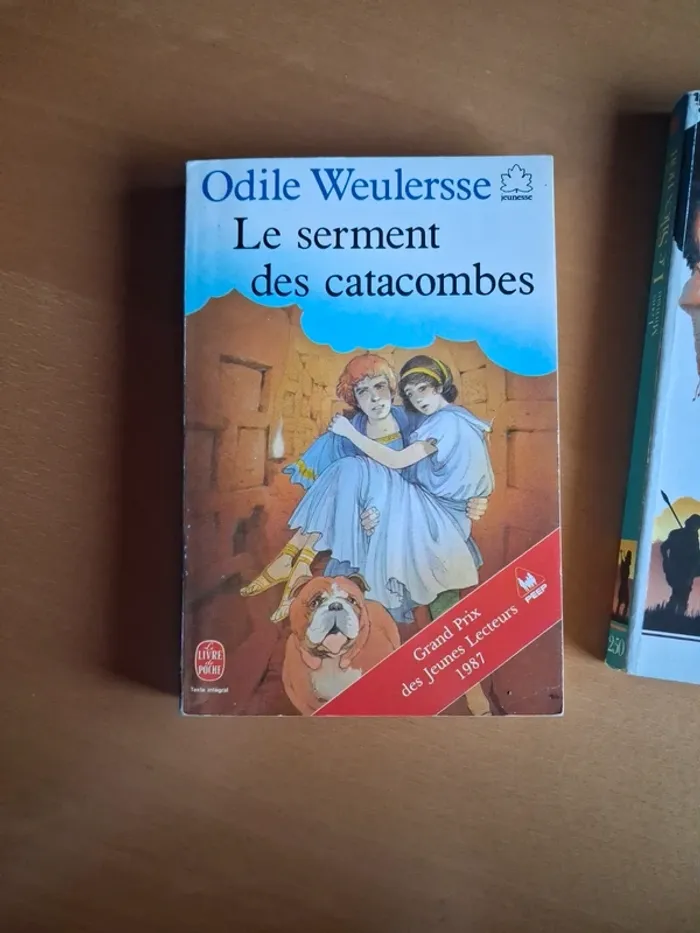 Odile Weulersse
jeunesse
Le serment
des catacombes
Grand Prix
des Jeunes Lecteurs
1987
PEEP
Le
LIVRE
de
POCHE
Texte intégral
250